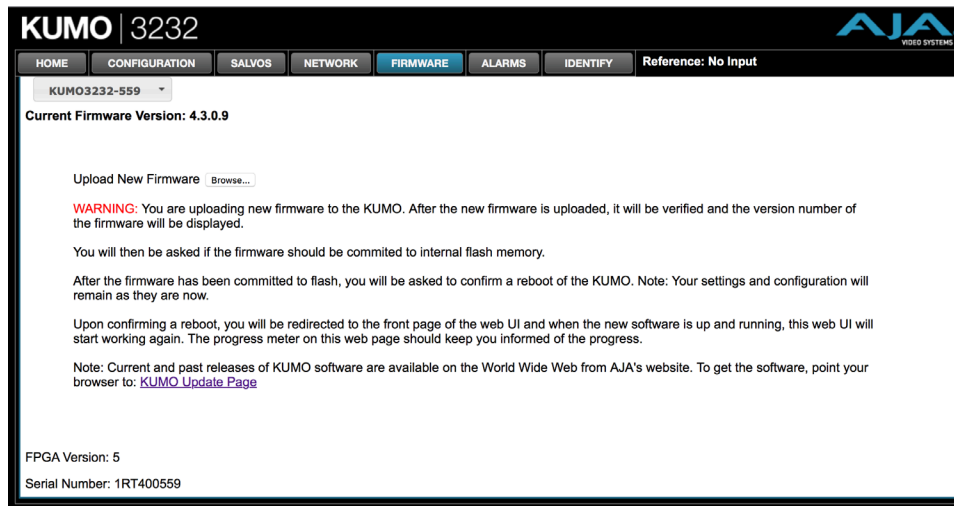 KUMO | 3232
AJA
VIDEO SYSTEMS
HOME CONFIGURATION SALVOS NETWORK FIRMWARE ALARMS IDENTIFY Reference: No Input
KUMO3232-559
Current Firmware Version: 4.3.0.9
Upload New Firmware Browse...
WARNING: You are uploading new firmware to the KUMO. After the new firmware is uploaded, it will be verified and the version number of
the firmware will be displayed.
You will then be asked if the firmware should be commited to internal flash memory.
After the firmware has been committed to flash, you will be asked to confirm a reboot of the KUMO. Note: Your settings and configuration will
remain as they are now.
Upon confirming a reboot, you will be redirected to the front page of the web UI and when the new software is up and running, this web UI will
start working again. The progress meter on this web page should keep you informed of the progress.
Note: Current and past releases of KUMO software are available on the World Wide Web from AJA's website. To get the software, point your
browser to: KUMO Update Page
FPGA Version: 5
Serial Number: 1RT400559